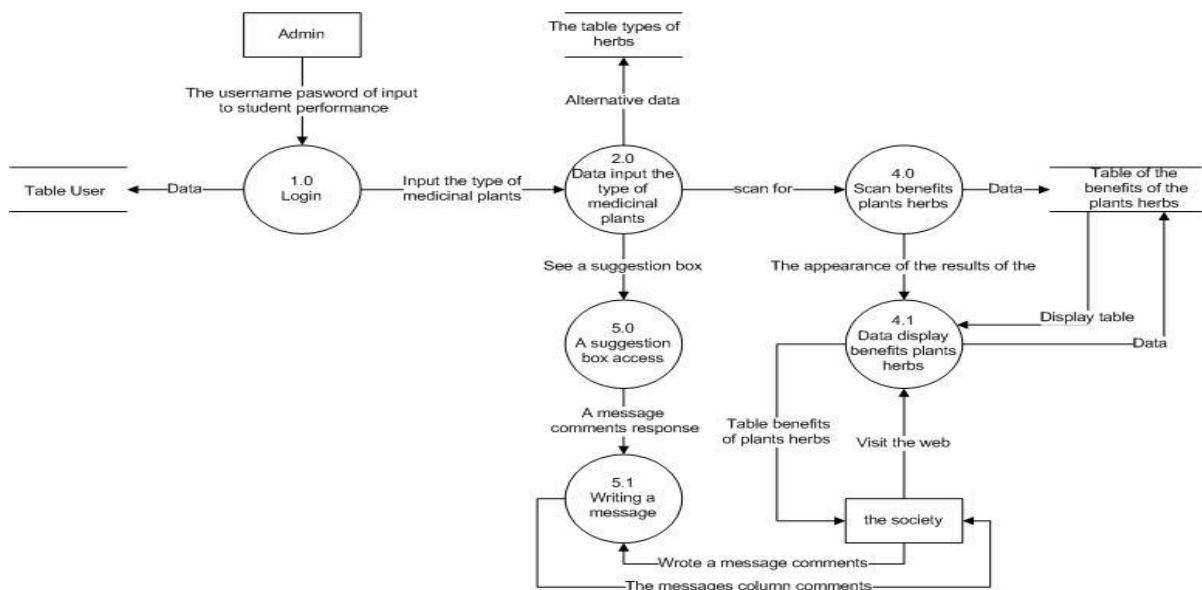 Admin
The table types of
herbs
The username pasword of input
to student performance
Alternative data
Table User
Data
1.0
Login
Input the type of
medicinal plants
2.0
Data input the
type of
medicinal
plants
scan for
4.0
Scan benefits
plants herbs
Data
Table of the
benefits of the
plants herbs
See a suggestion box
The appearance of the results of the
5.0
A suggestion
box access
4.1
Data display
benefits plants
herbs
Display table
Data
A message
comments response
Table benefits
of plants herbs
Visit the web
5.1
Writing a
message
the society
Wrote a message comments
The messages column comments